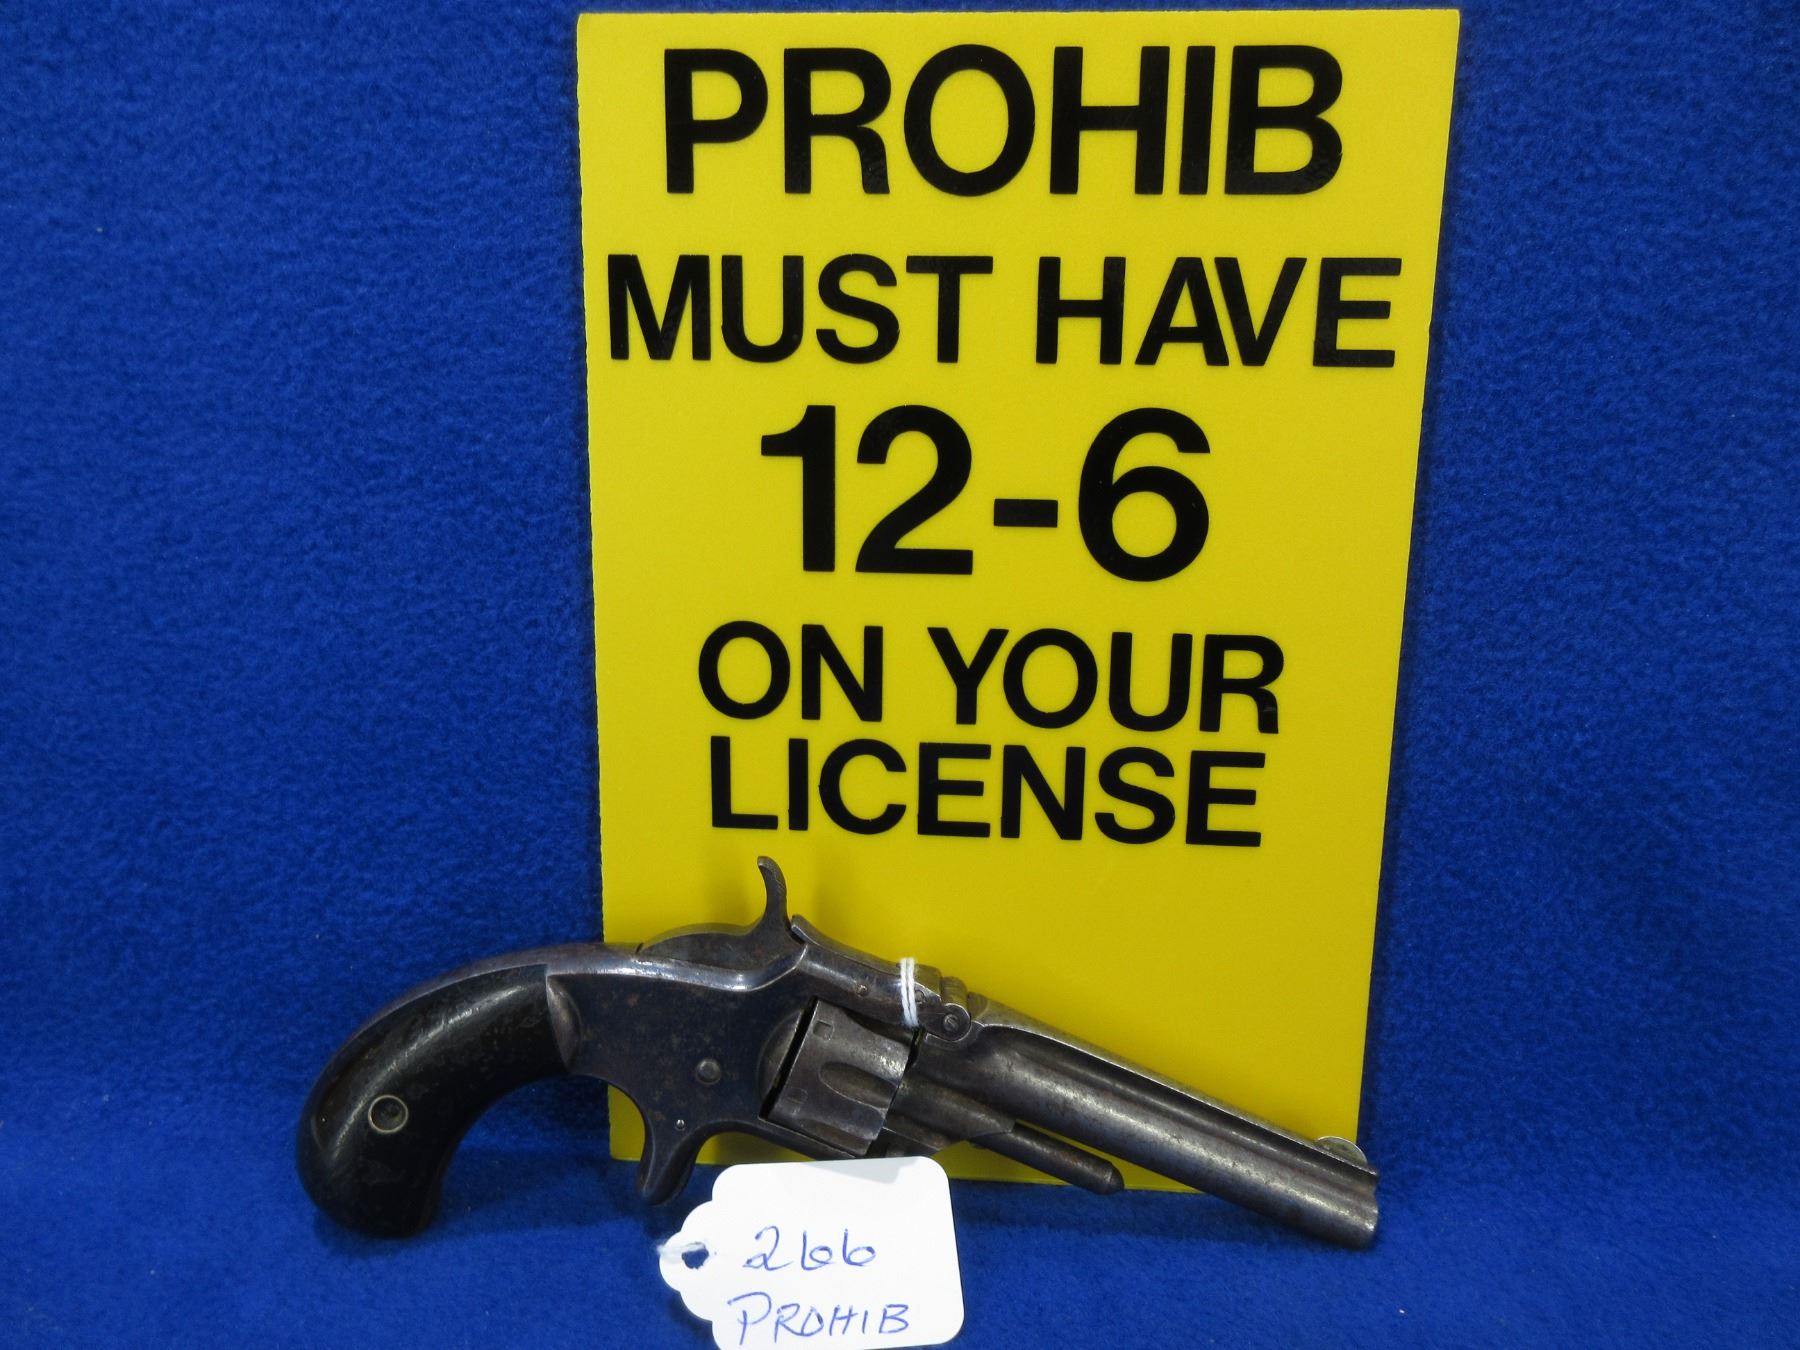 PROHIB
MUST HAVE
12-6
ON YOUR
LICENSE
266
PROHIB